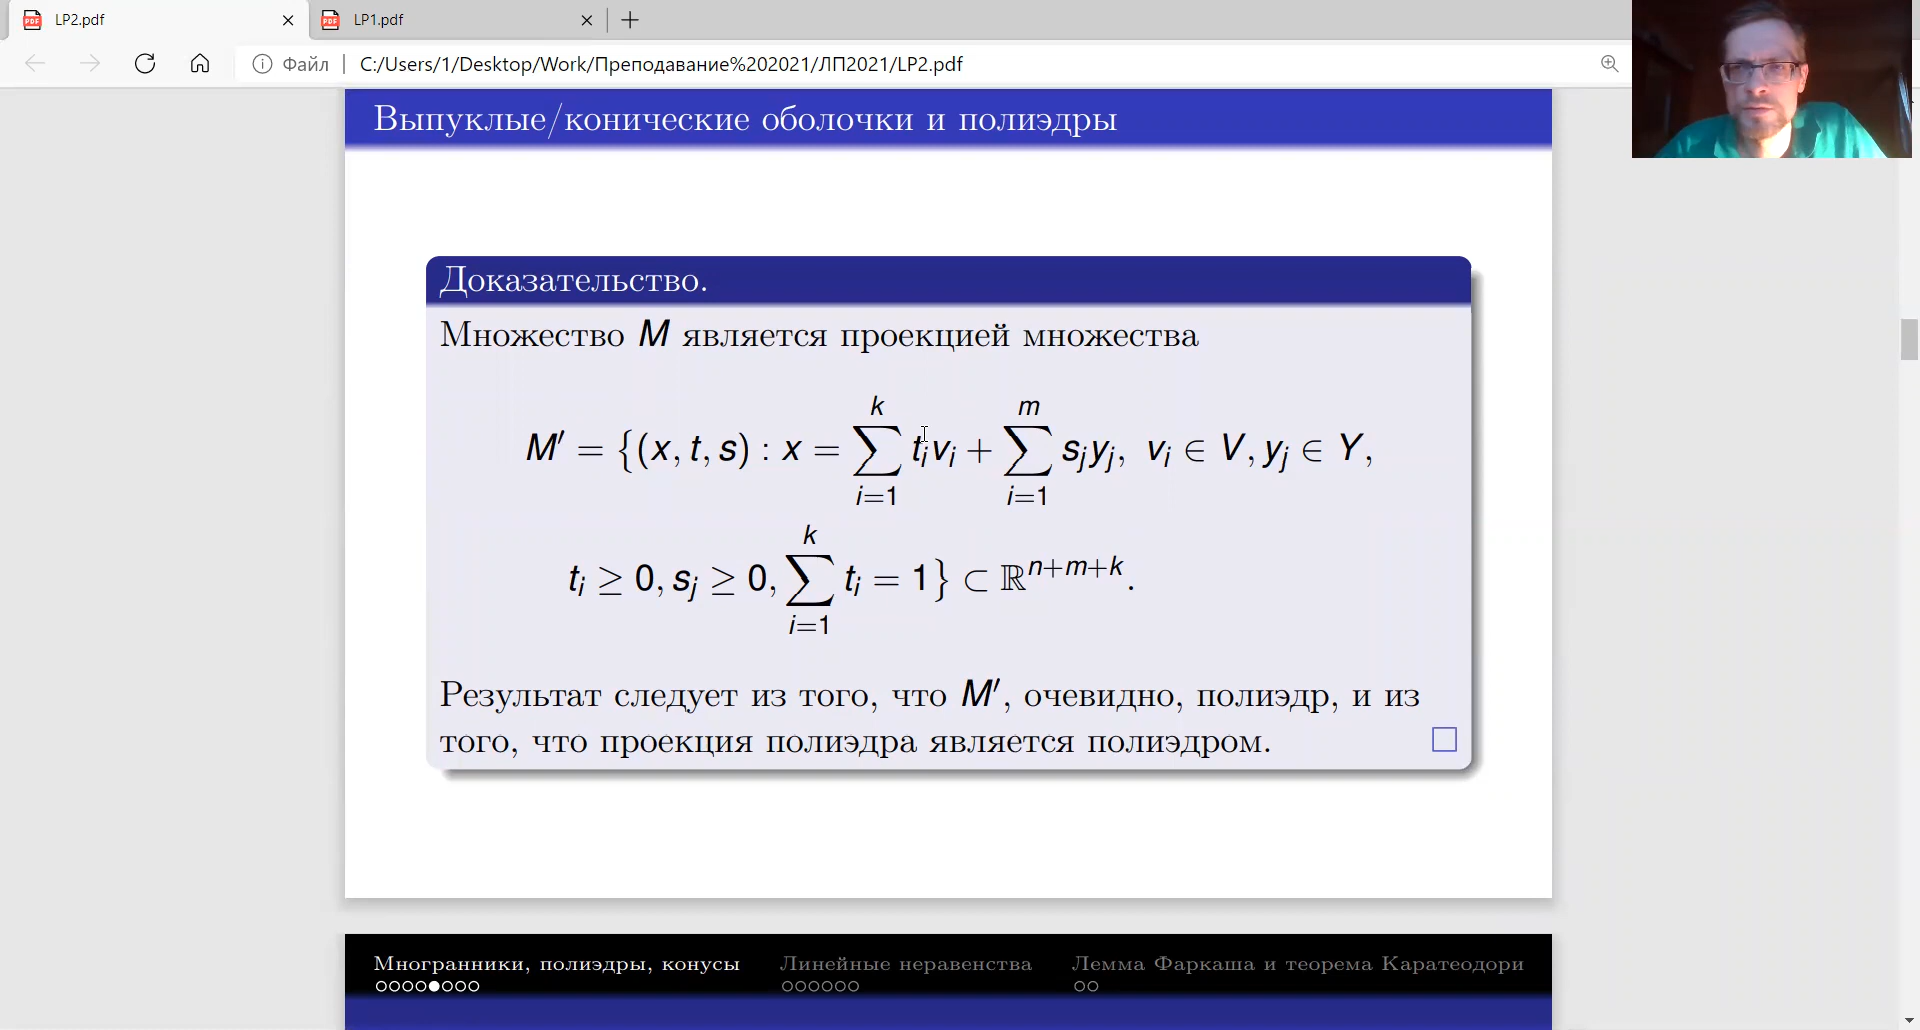 LP2.pdf
LP1.pdf
Файл | C:/Users/1/Desktop/Work/Преподавание%202021/ЛП2021/LP2.pdf
Выпуклые/конические оболочки и полиэдры
Доказательство.
Множество M является проекцией множества
M′ = {(x, t, s) : x = ∑_{i=1}^{k} t_i v_i + ∑_{i=1}^{m} s_j y_j, v_i ∈ V, y_j ∈ Y,
t_i ≥ 0, s_j ≥ 0, ∑_{i=1}^{k} t_i = 1} ⊂ ℝ^{n+m+k}.
Результат следует из того, что M′, очевидно, полиэдр, и из
того, что проекция полиэдра является полиэдром.
Многранники, полиэдры, конусы
Линейные неравенства
Лемма Фаркаша и теорема Каратеодори